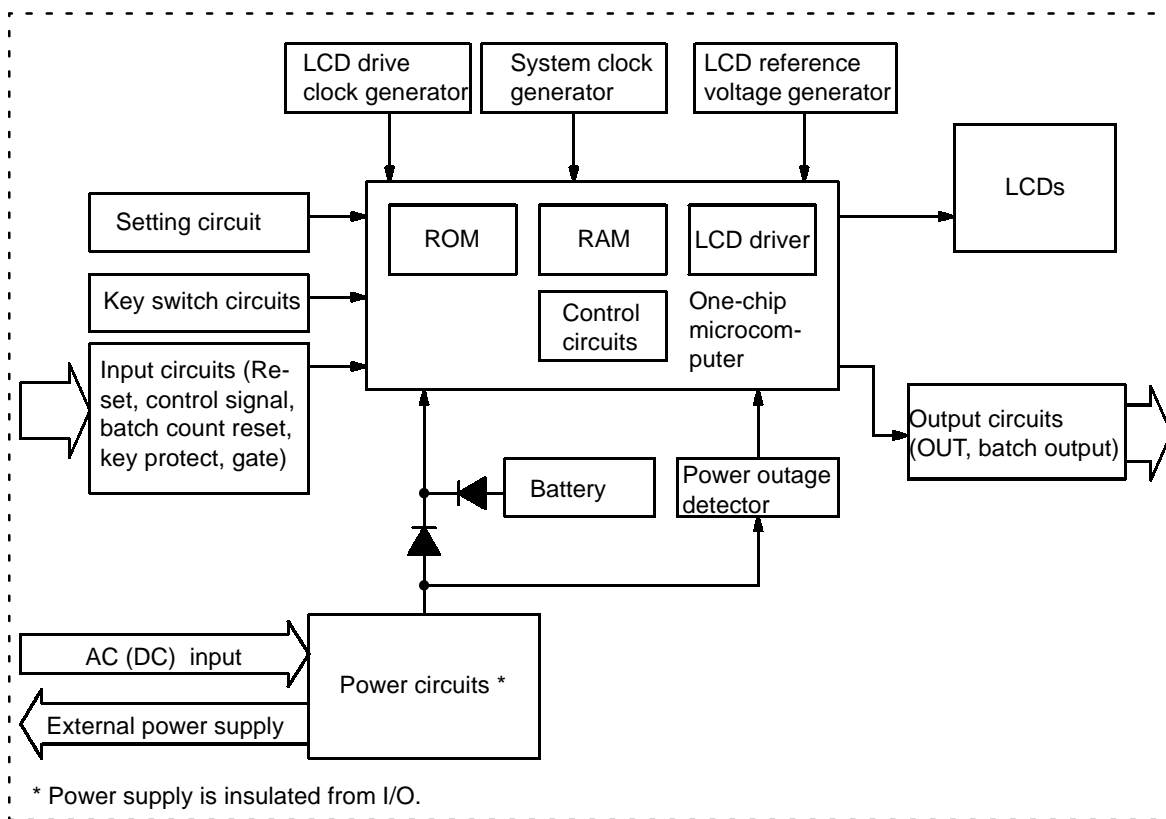 LCD drive
clock generator
System clock
generator
LCD reference
voltage generator
LCDs
Setting circuit
ROM
RAM
LCD driver
Key switch circuits
Control
circuits
One-chip
microcom-
puter
Input circuits (Re-
set, control signal,
batch count reset,
key protect, gate)
Output circuits
(OUT, batch output)
Battery
Power outage
detector
AC (DC) input
Power circuits *
External power supply
* Power supply is insulated from I/O.